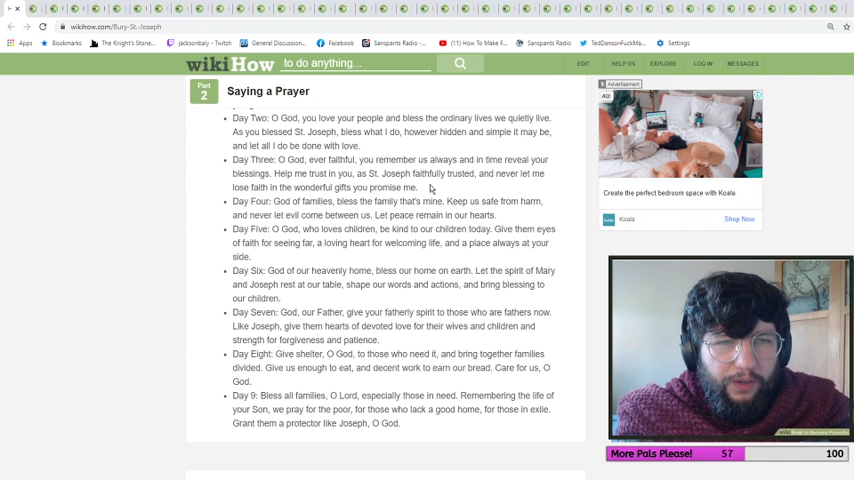 wikihow.com/Bury-St.-Joseph
Apps
Bookmarks
The Knight's Stone...
jacksonbaly - Twitch
General Discussion...
Facebook
Sanspants Radio -...
(11) How To Make F...
Sanspants Radio
TedDansonFuckMa...
Settings
wikiHow to do anything...
EDIT
HELP US
EXPLORE
LOG IN
MESSAGES
Part
2
Saying a Prayer
Day Two: O God, you love your people and bless the ordinary lives we quietly live.
As you blessed St. Joseph, bless what I do, however hidden and simple it may be,
and let all I do be done with love.
Day Three: O God, ever faithful, you remember us always and in time reveal your
blessings. Help me trust in you, as St. Joseph faithfully trusted, and never let me
lose faith in the wonderful gifts you promise me.
Day Four: God of families, bless the family that's mine. Keep us safe from harm,
and never let evil come between us. Let peace remain in our hearts.
Day Five: O God, who loves children, be kind to our children today. Give them eyes
of faith for seeing far, a loving heart for welcoming life, and a place always at your
side.
Day Six: God of our heavenly home, bless our home on earth. Let the spirit of Mary
and Joseph rest at our table, shape our words and actions, and bring blessing to
our children.
Day Seven: God, our Father, give your fatherly spirit to those who are fathers now.
Like Joseph, give them hearts of devoted love for their wives and children and
strength for forgiveness and patience.
Day Eight: Give shelter, O God, to those who need it, and bring together families
divided. Give us enough to eat, and decent work to earn our bread. Care for us, O
God.
Day 9: Bless all families, O Lord, especially those in need. Remembering the life of
your Son, we pray for the poor, for those who lack a good home, for those in exile.
Grant them a protector like Joseph, O God.
Advertisement
AD!
Create the perfect bedroom space with Koala
Koala
Shop Now
More Pals Please! 57 100